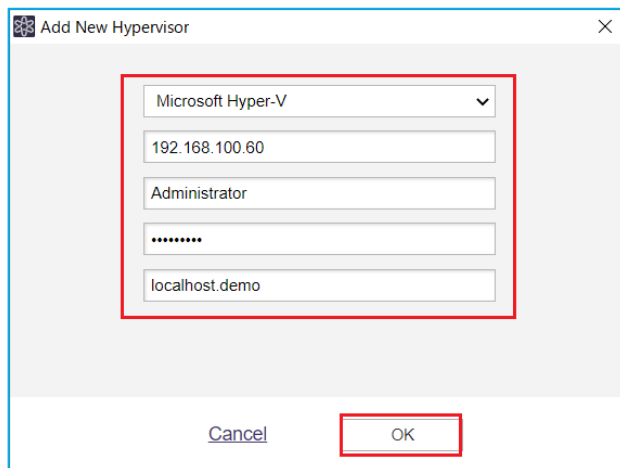 Add New Hypervisor
Microsoft Hyper-V
192.168.100.60
Administrator
•••••••••
localhost.demo
Cancel
OK